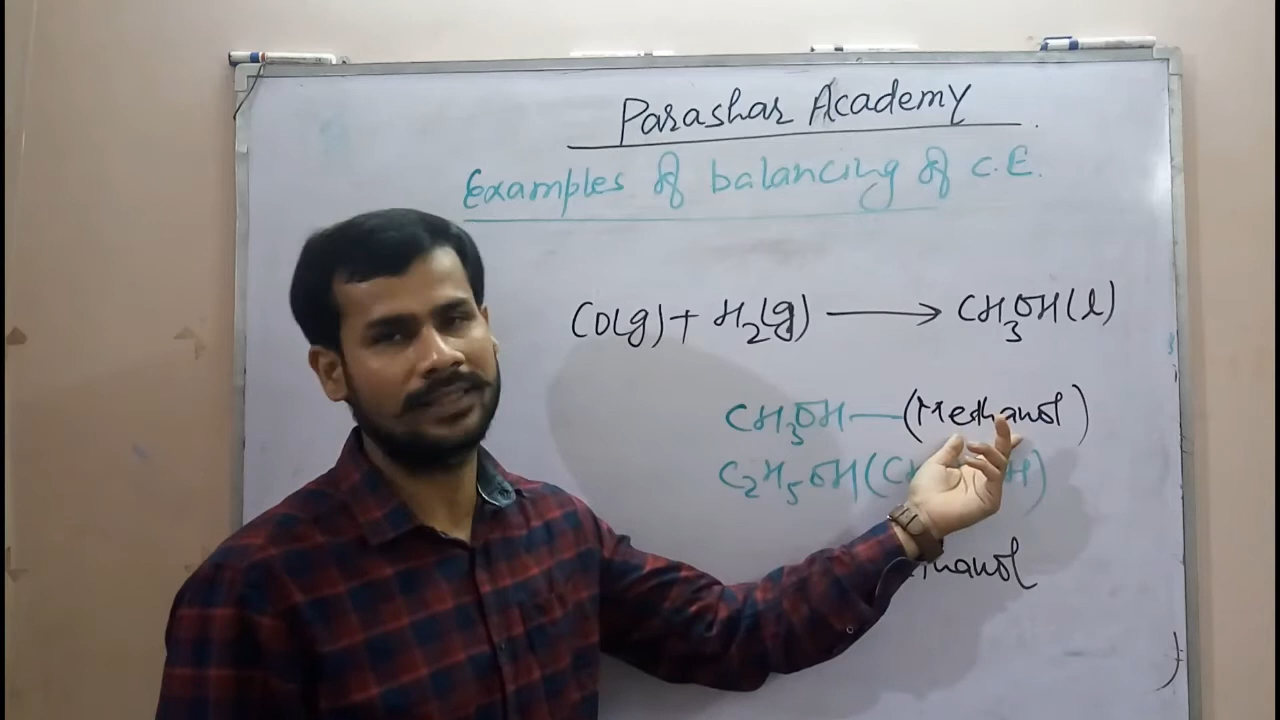 Parashar Academy
Examples of balancing of C.E.
CO(g) + H2(g) ⟶ CH3OH(l)
CH3OH — (Methanol)
C2H5OH (